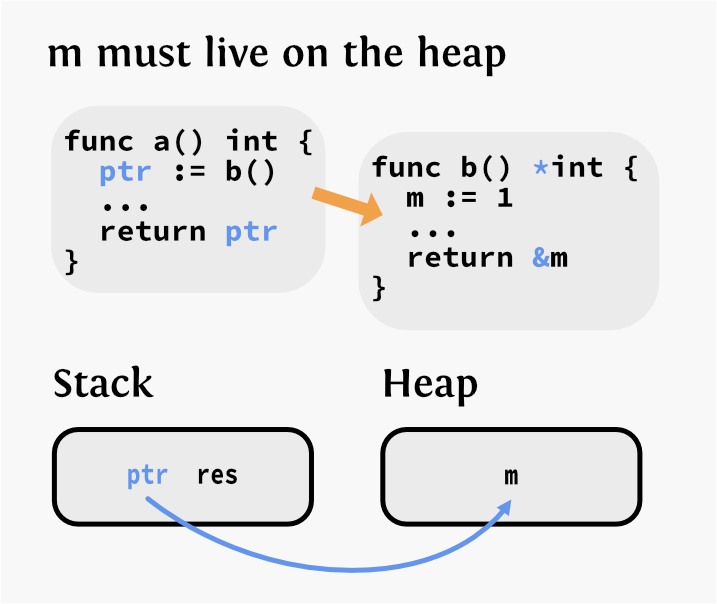 m must live on the heap
func a() int {
  ptr := b()
  ...
  return ptr
}
func b() *int {
  m := 1
  ...
  return &m
}
Stack
Heap
ptr res
m